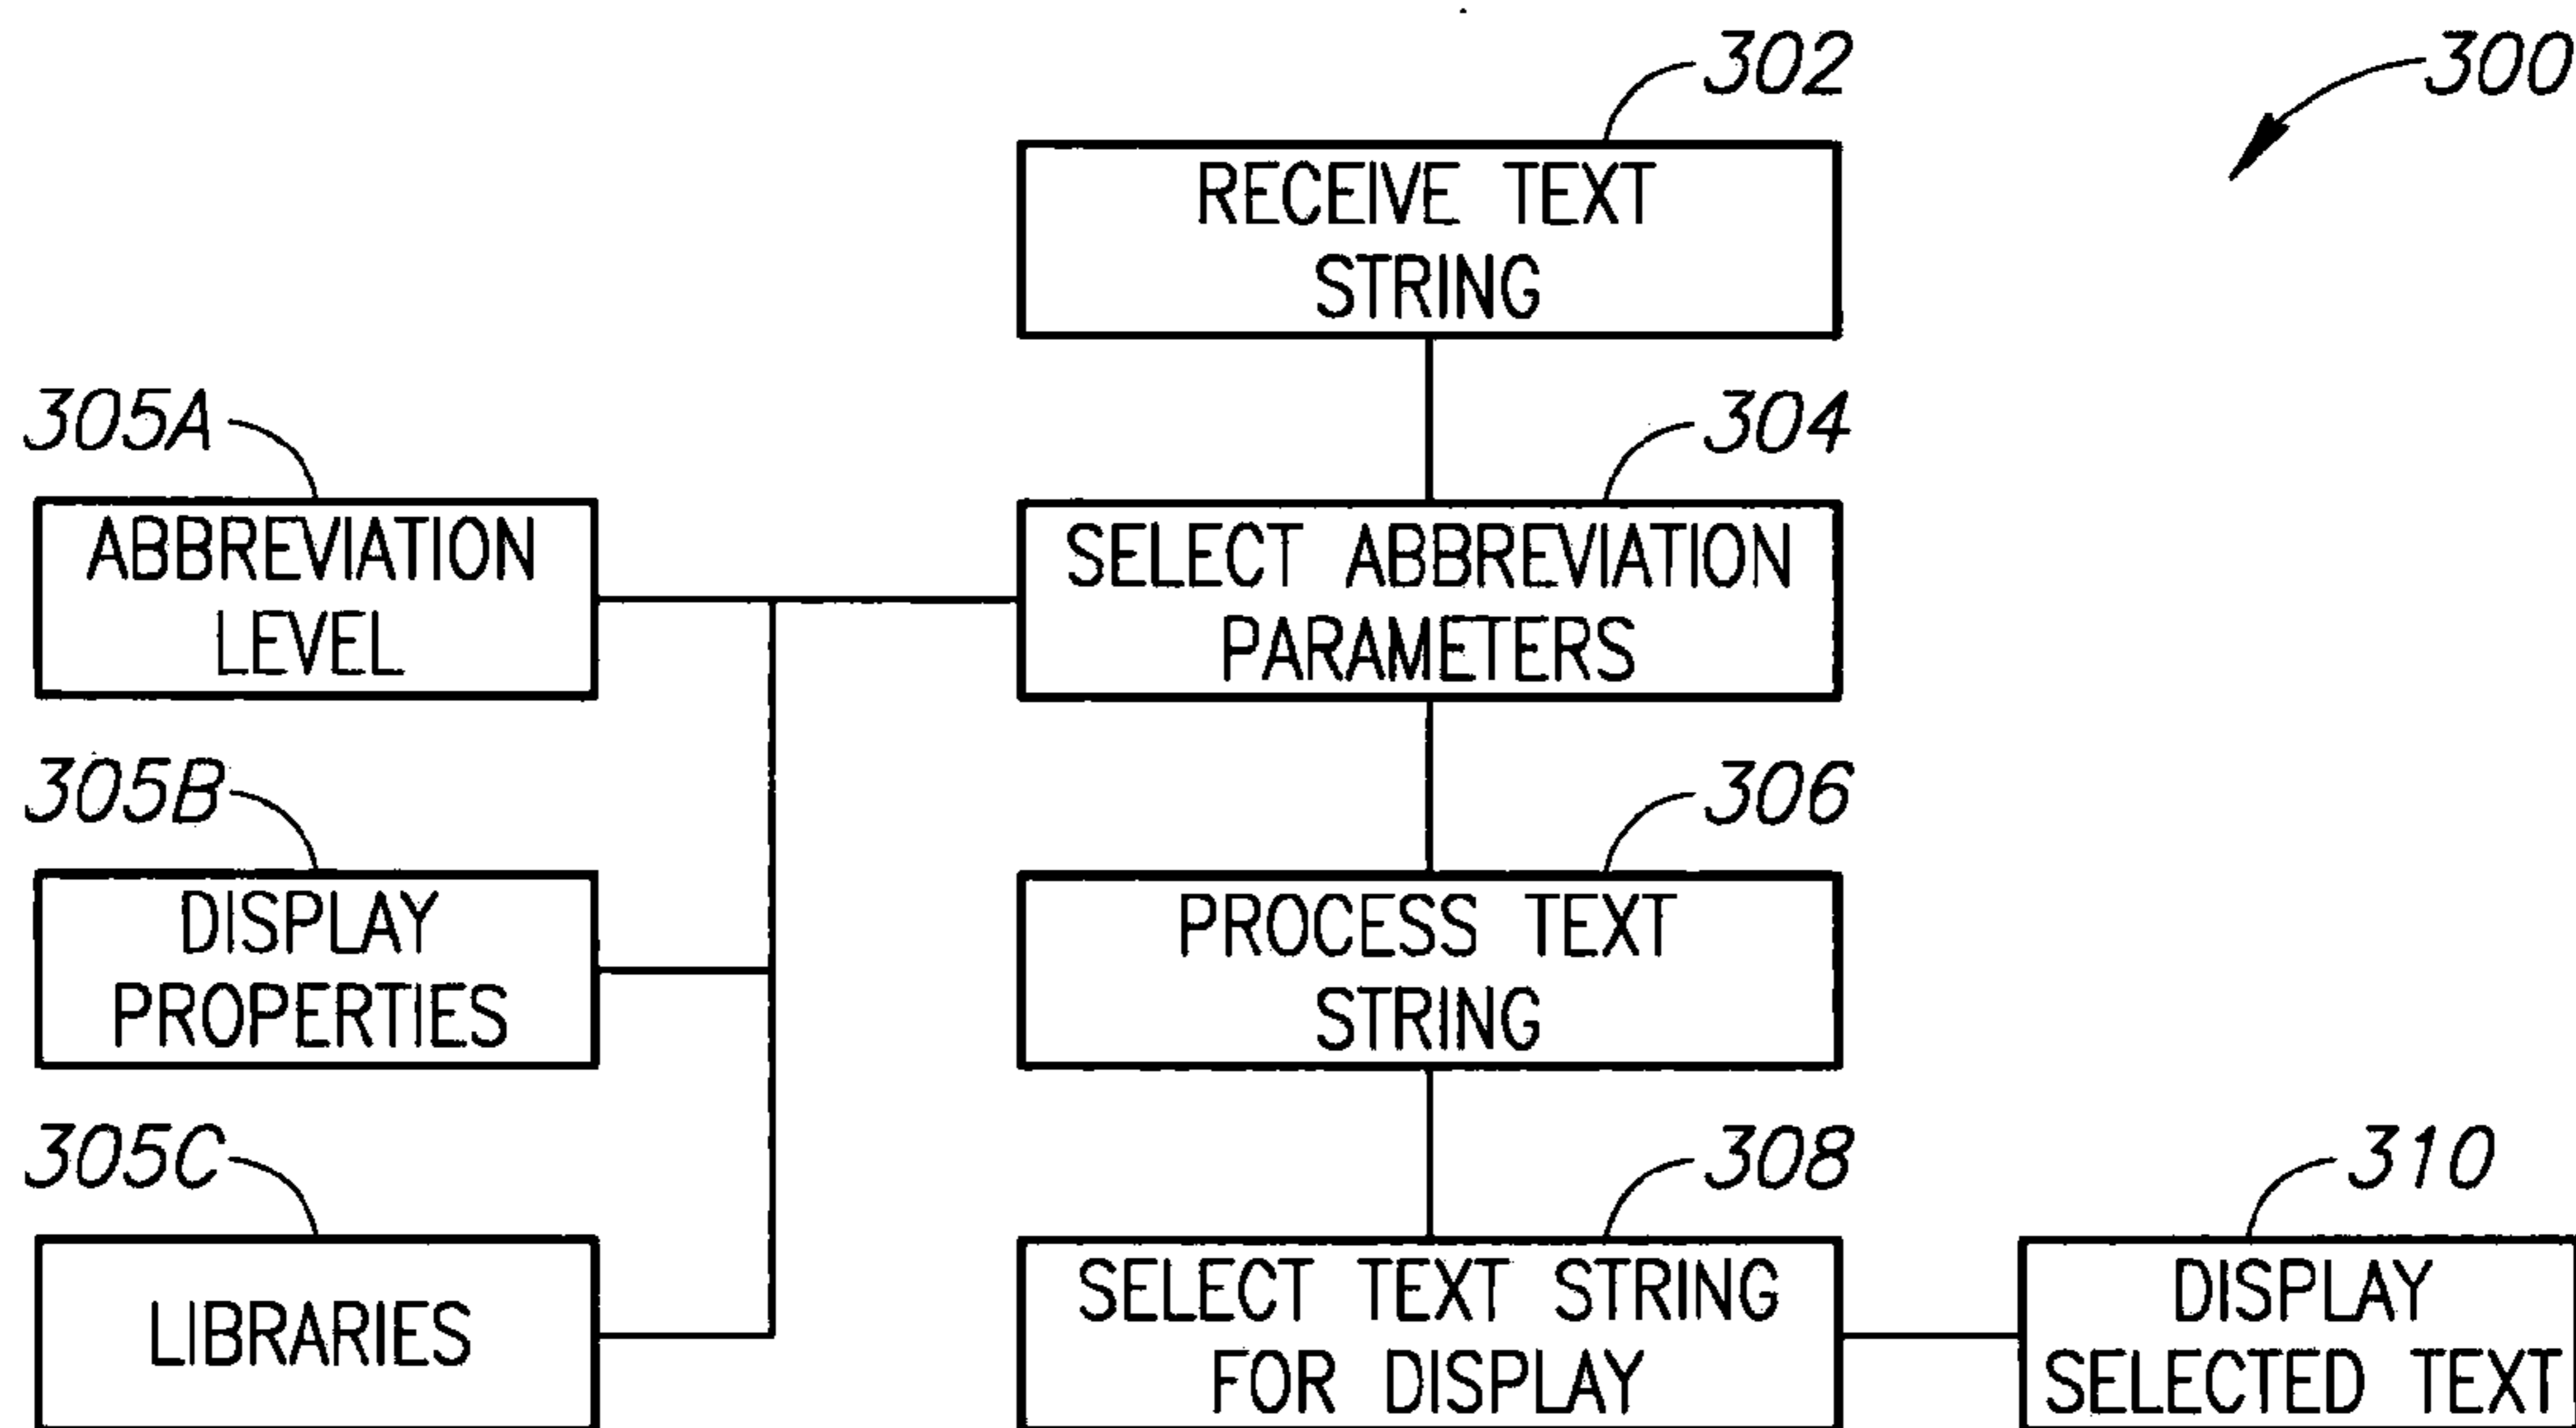 302
300
RECEIVE TEXT
STRING
305A
304
ABBREVIATION
LEVEL
SELECT ABBREVIATION
PARAMETERS
305B
306
DISPLAY
PROPERTIES
PROCESS TEXT
STRING
305C
308
310
LIBRARIES
SELECT TEXT STRING
FOR DISPLAY
DISPLAY
SELECTED TEXT